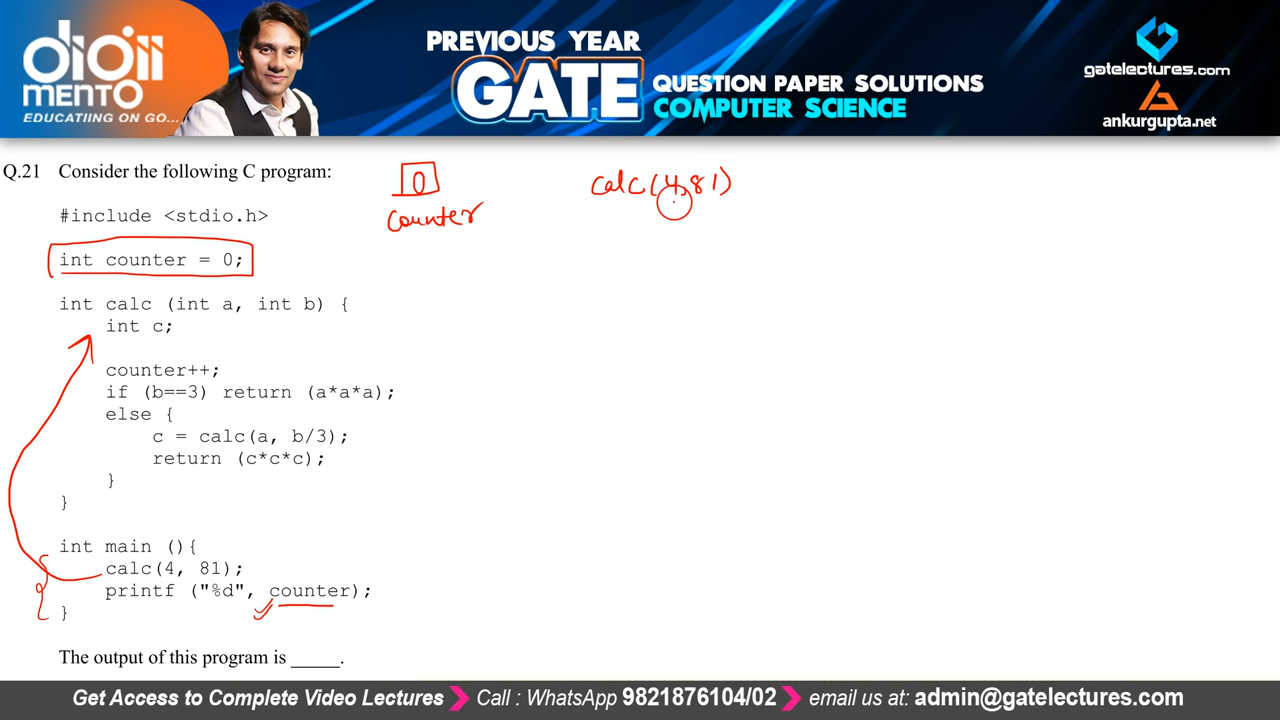 digii
MENTO
EDUCATIING ON GO...
PREVIOUS YEAR
GATE
QUESTION PAPER SOLUTIONS
COMPUTER SCIENCE
gatelectures.com
ankurgupta.net
Q.21 Consider the following C program:
0
counter
calc(4,81)
#include <stdio.h>
int counter = 0;
int calc (int a, int b) {
int c;
counter++;
if (b==3) return (a*a*a);
else {
c = calc(a, b/3);
return (c*c*c);
}
}
int main (){
calc(4, 81);
printf ("%d", counter);
}
The output of this program is _____.
Get Access to Complete Video Lectures Call : WhatsApp 9821876104/02 email us at: admin@gatelectures.com